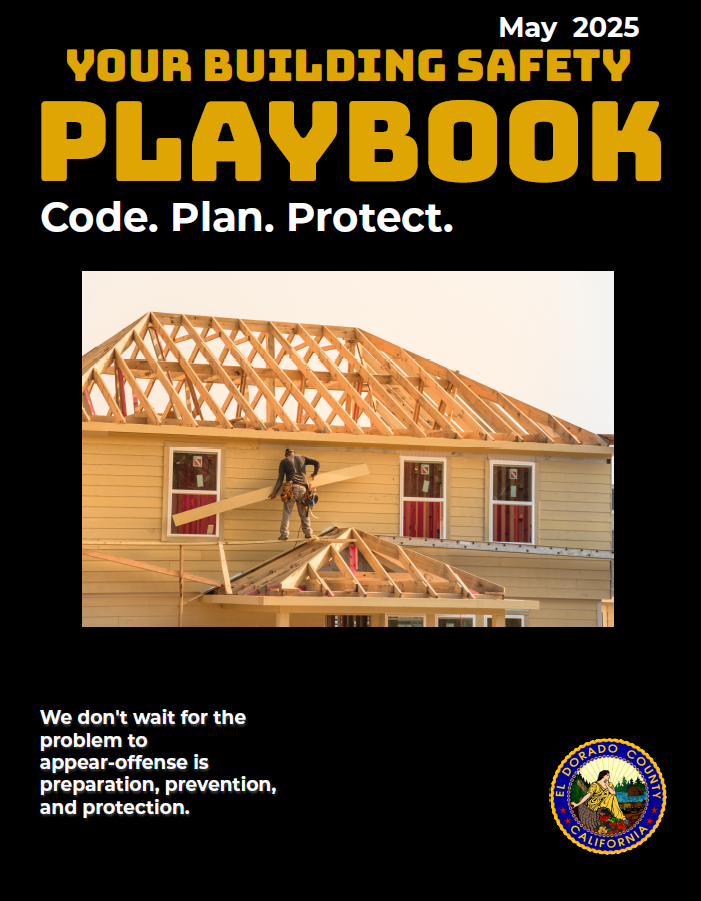 May 2025
YOUR BUILDING SAFETY
PLAYBOOK
Code. Plan. Protect.
We don't wait for the
problem to
appear-offense is
preparation, prevention,
and protection.
EL DORADO COUNTY
CALIFORNIA